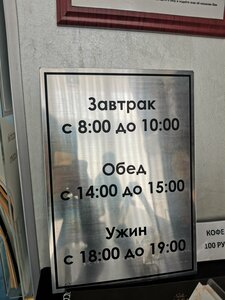 Завтрак
с 8:00 до 10:00
Обед
с 14:00 до 15:00
Ужин
с 18:00 до 19:00
КОФЕ
100 РУ